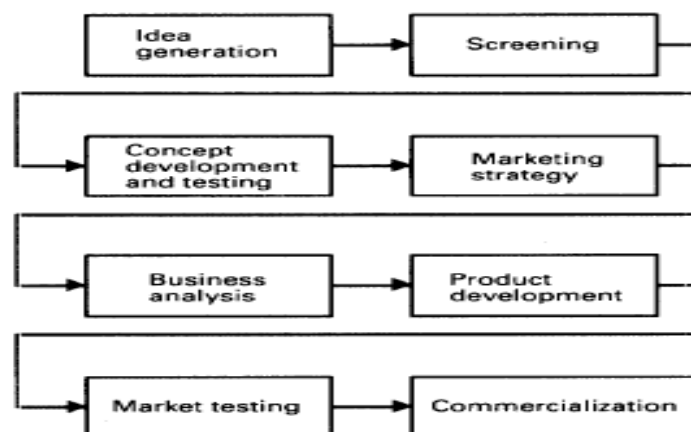 Idea
generation
Screening
Concept
development
and testing
Marketing
strategy
Business
analysis
Product
development
Market testing
Commercialization